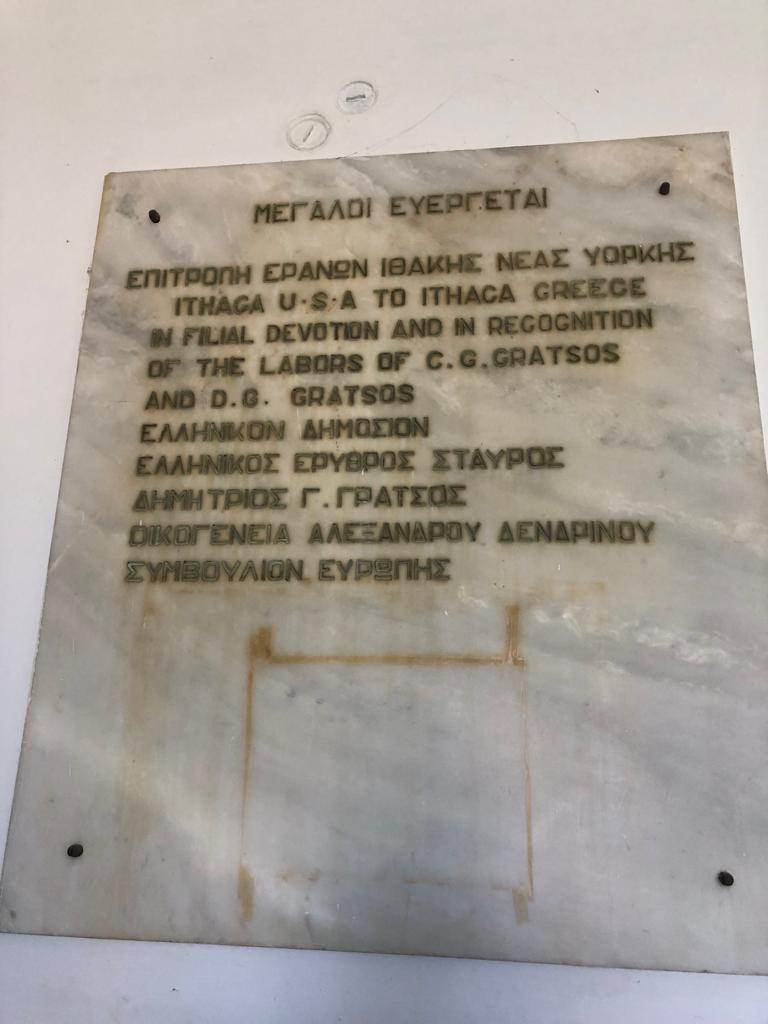 ΜΕΓΑΛΟΙ ΕΥΕΡΓΕΤΑΙ
ΕΠΙΤΡΟΠΗ ΕΡΑΝΩΝ ΙΘΑΚΗΣ ΝΕΑΣ ΥΟΡΚΗΣ
ITHACA U·S·A TO ITHACA GREECE
IN FILIAL DEVOTION AND IN RECOGNITION
OF THE LABORS OF C.G.GRATSOS
AND D.G. GRATSOS
ΕΛΛΗΝΙΚΟΝ ΔΗΜΟΣΙΟΝ
ΕΛΛΗΝΙΚΟΣ ΕΡΥΘΡΟΣ ΣΤΑΥΡΟΣ
ΔΗΜΗΤΡΙΟΣ Γ.ΓΡΑΤΣΟΣ
ΟΙΚΟΓΕΝΕΙΑ ΑΛΕΞΑΝΔΡΟΥ ΔΕΝΔΡΙΝΟΥ
ΣΥΜΒΟΥΛΙΟΝ ΕΥΡΩΠΗΣ